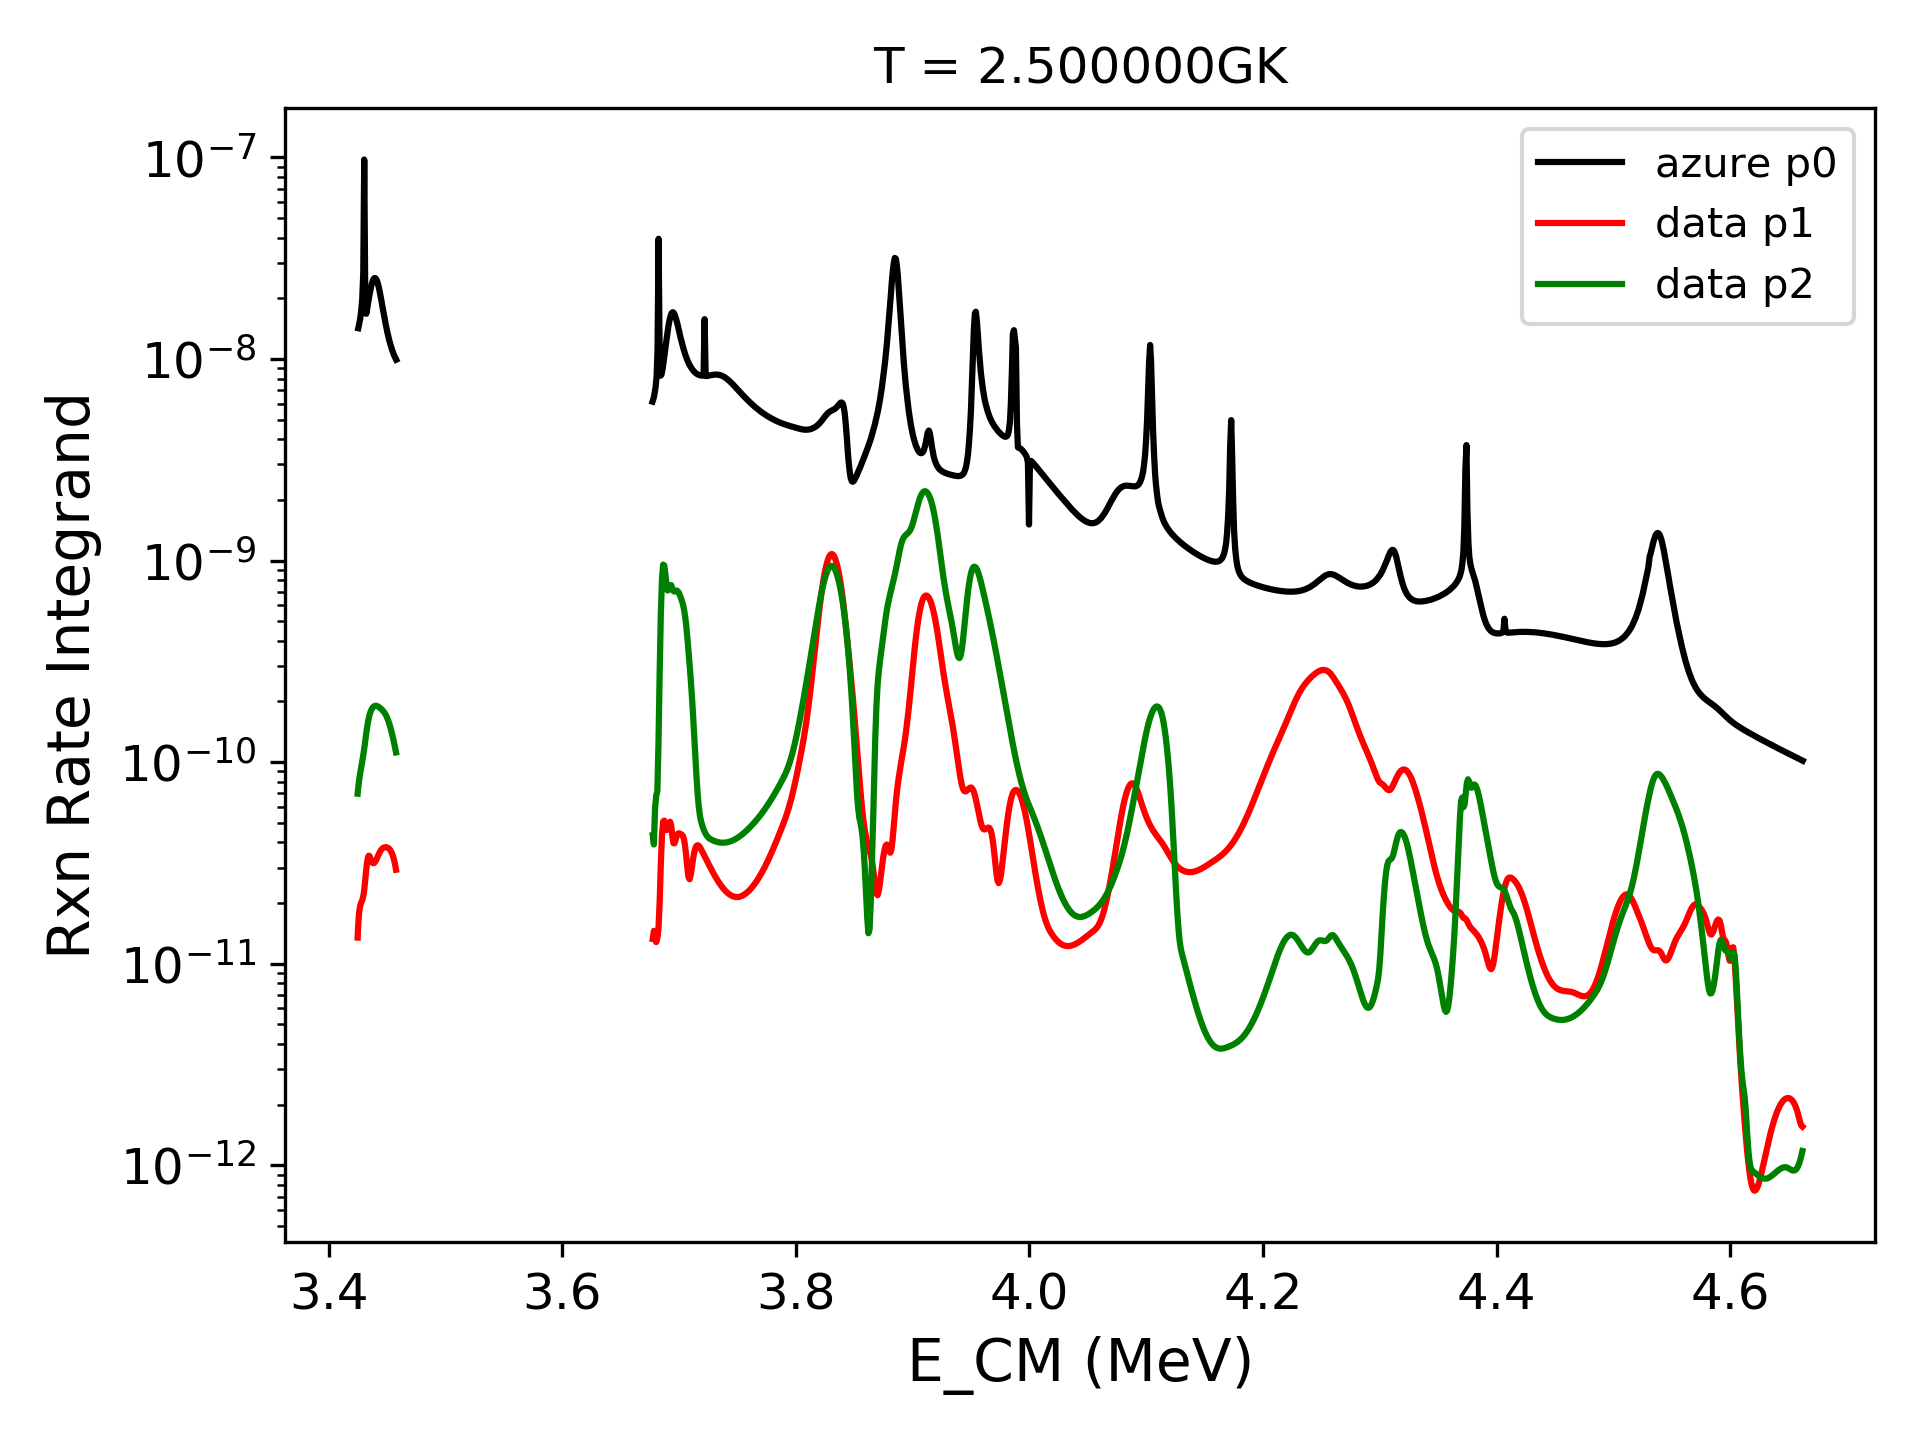 T = 2.500000GK
azure p0
data p1
data p2
Rxn Rate Integrand
10⁻⁷
10⁻⁸
10⁻⁹
10⁻¹⁰
10⁻¹¹
10⁻¹²
3.4 3.6 3.8 4.0 4.2 4.4 4.6
E_CM (MeV)